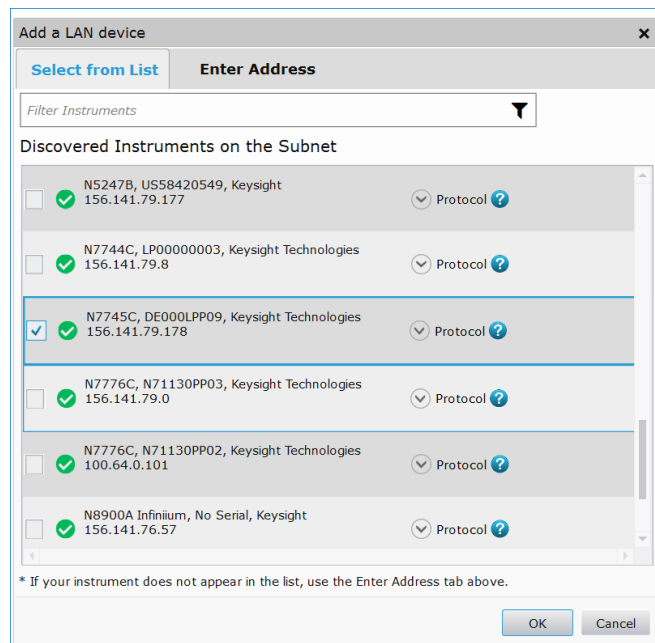 Add a LAN device
Select from List
Enter Address
Filter Instruments
Discovered Instruments on the Subnet
N5247B, US58420549, Keysight
156.141.79.177
Protocol
N7744C, LP00000003, Keysight Technologies
156.141.79.8
Protocol
N7745C, DE000LPP09, Keysight Technologies
156.141.79.178
Protocol
N7776C, N71130PP03, Keysight Technologies
156.141.79.0
Protocol
N7776C, N71130PP02, Keysight Technologies
100.64.0.101
Protocol
N8900A Infiniium, No Serial, Keysight
156.141.76.57
Protocol
* If your instrument does not appear in the list, use the Enter Address tab above.
OK
Cancel